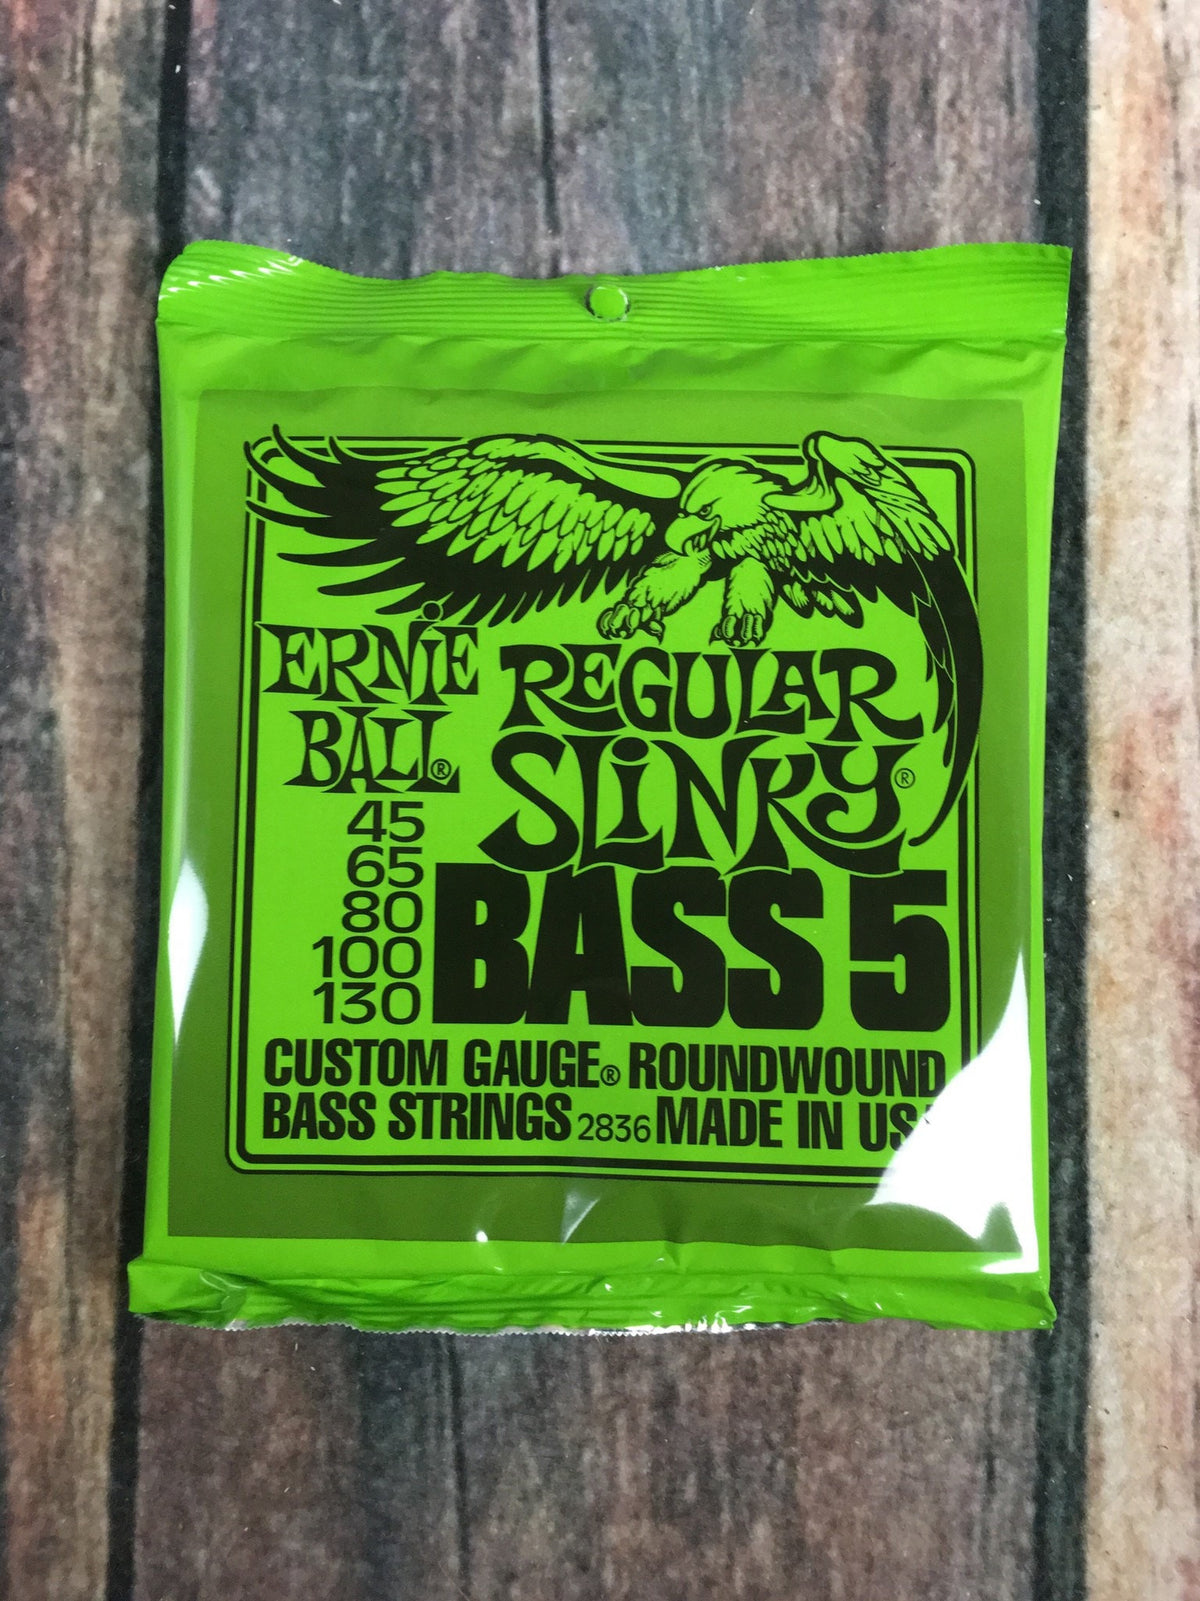 ERNiE
BALL®
REGULAR
SLiNKY®
45
65
80
100
130
BASS 5
CUSTOM GAUGE® ROUNDWOUND
BASS STRINGS 2836 MADE IN